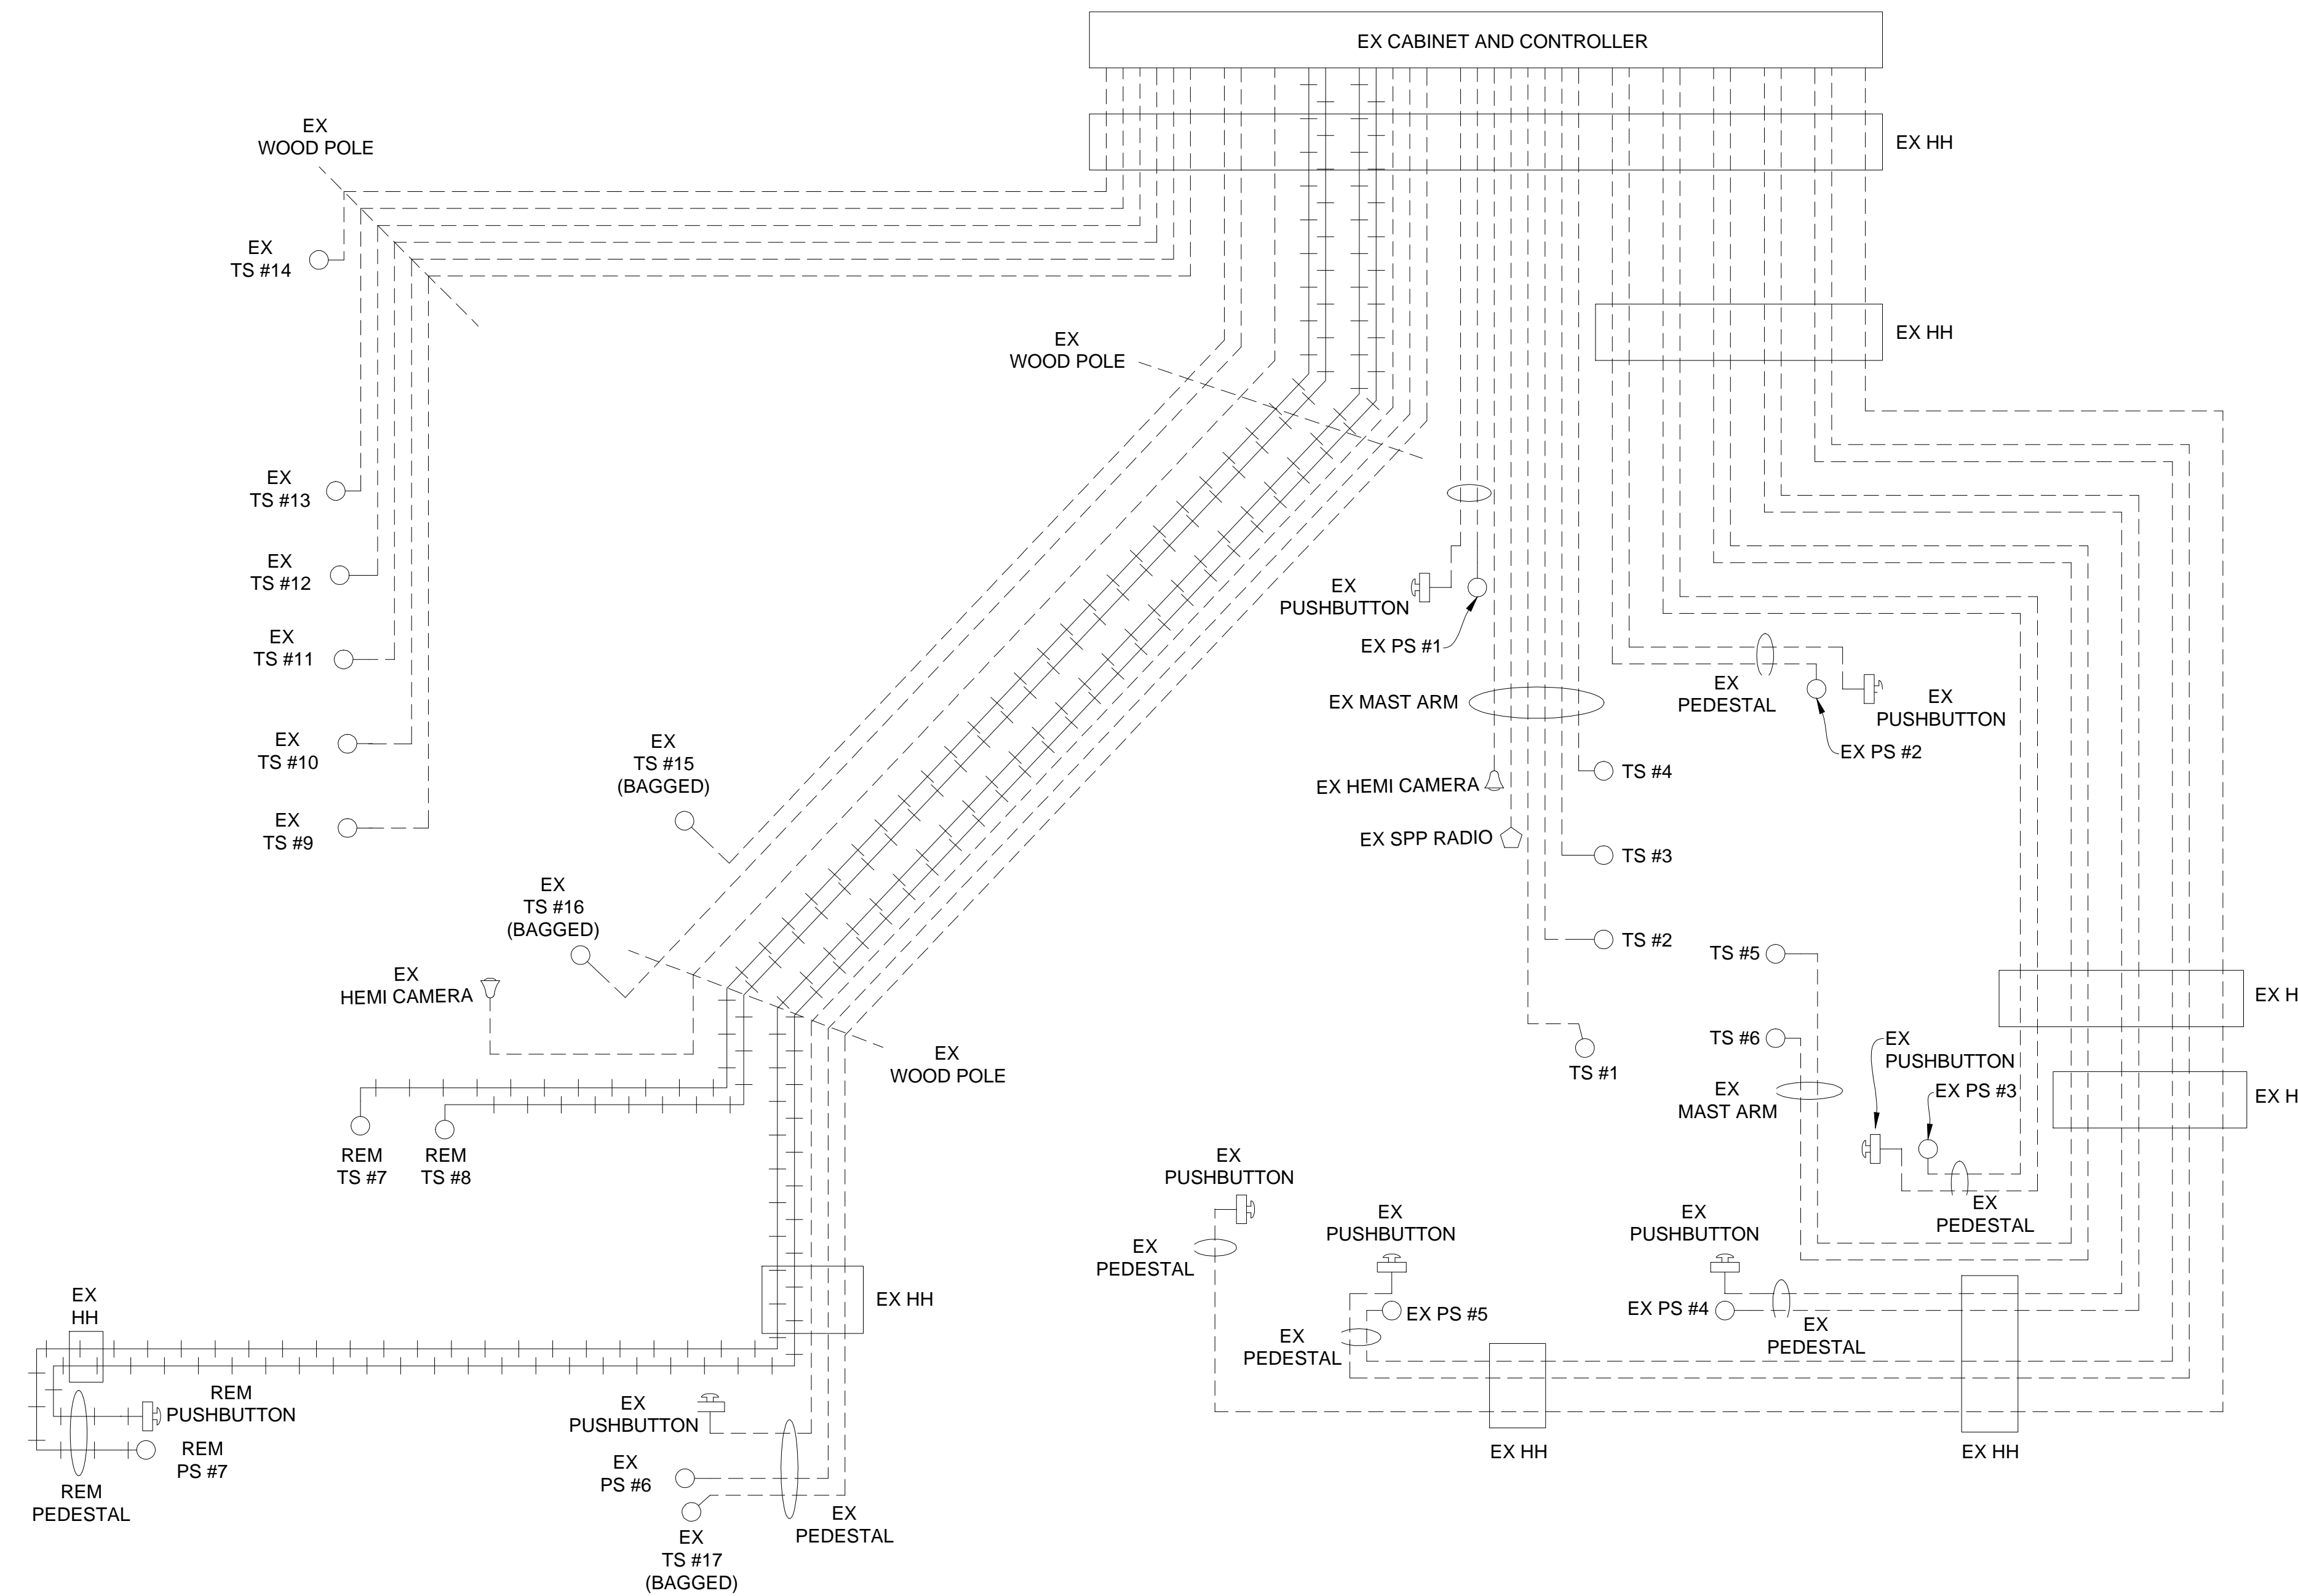 EX CABINET AND CONTROLLER
EX
WOOD POLE
EX HH
EX
TS #14
EX HH
EX
WOOD POLE
EX
TS #13
EX
TS #12
EX
PUSHBUTTON
EX PS #1
EX
TS #11
EX MAST ARM
EX
PEDESTAL
EX
PUSHBUTTON
EX PS #2
EX
TS #10
EX
TS #15
(BAGGED)
EX HEMI CAMERA
TS #4
EX
TS #9
EX SPP RADIO
TS #3
EX
TS #16
(BAGGED)
TS #2
TS #5
EX
HEMI CAMERA
EX H
EX
WOOD POLE
TS #1
TS #6
EX
PUSHBUTTON
EX PS #3
EX
MAST ARM
EX H
REM
TS #7
REM
TS #8
EX
PUSHBUTTON
EX
PEDESTAL
EX
PEDESTAL
EX
PUSHBUTTON
EX
PUSHBUTTON
EX
HH
EX HH
EX PS #5
EX PS #4
EX
PEDESTAL
EX
PEDESTAL
REM
PUSHBUTTON
EX
PUSHBUTTON
REM
PS #7
EX
PS #6
EX HH
EX HH
REM
PEDESTAL
EX
PEDESTAL
EX
TS #17
(BAGGED)